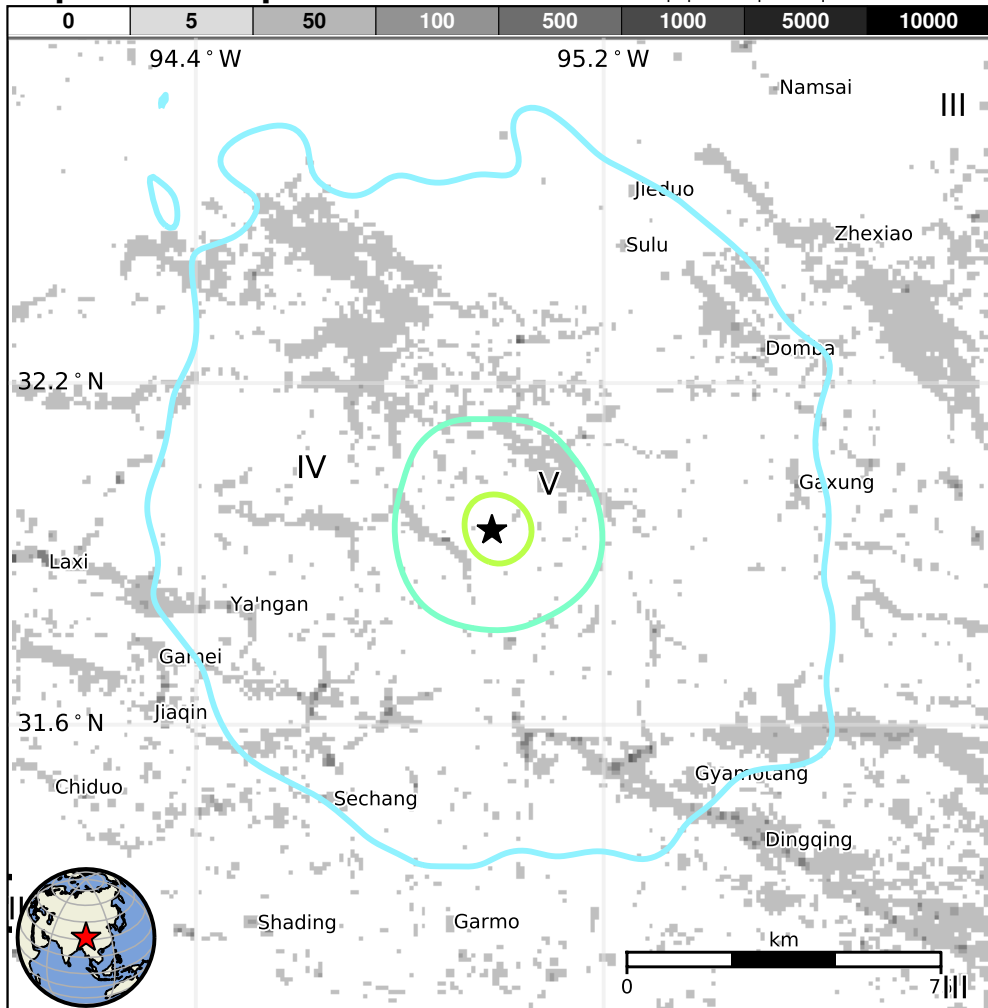 0 5 50 100 500 1000 5000 10000
94.4°W 95.2°W
Namsai
III
Jieduo
Zhexiao
Sulu
Domba
32.2°N
IV
V
Gaxung
Laxi
Ya'ngan
Gamei
Jiaqin
31.6°N
Gyamotang
Chiduo
Sechang
Dingqing
Shading
Garmo
km
0
III